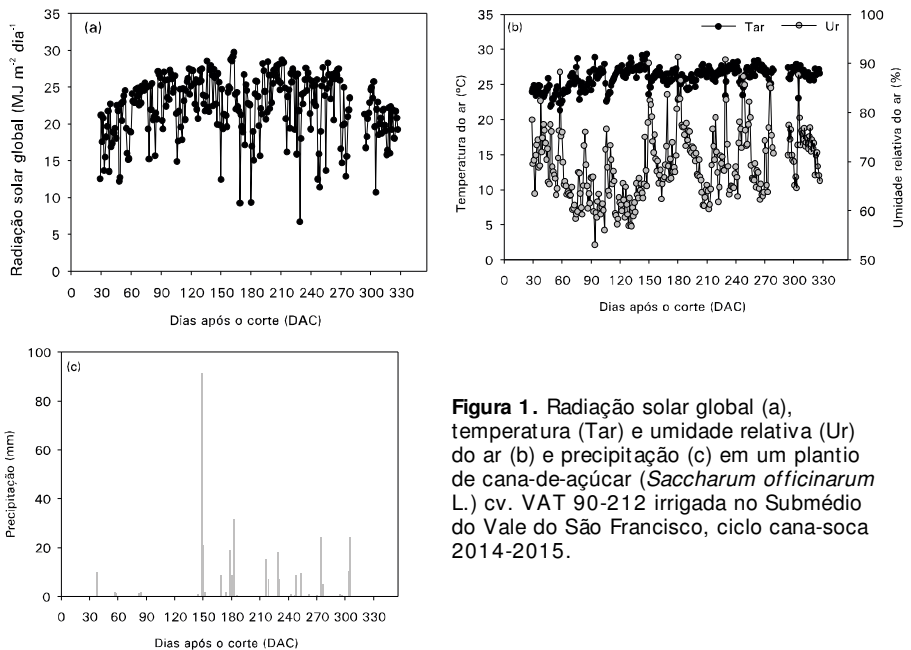 (a)
Radiação solar global (MJ m⁻² dia⁻¹)
35
30
25
20
15
10
5
0
0 30 60 90 120 150 180 210 240 270 300 330
Dias após o corte (DAC)
(b)
Tar Ur
Temperatura do ar (°C)
35
30
25
20
15
10
5
0
Umidade relativa do ar (%)
100
90
80
70
60
50
0 30 60 90 120 150 180 210 240 270 300 330
Dias após o corte (DAC)
(c)
Precipitação (mm)
100
80
60
40
20
0
0 30 60 90 120 150 180 210 240 270 300 330
Dias após o corte (DAC)
Figura 1. Radiação solar global (a),
temperatura (Tar) e umidade relativa (Ur)
do ar (b) e precipitação (c) em um plantio
de cana-de-açúcar (Saccharum officinarum
L.) cv. VAT 90-212 irrigada no Submédio
do Vale do São Francisco, ciclo cana-soca
2014-2015.